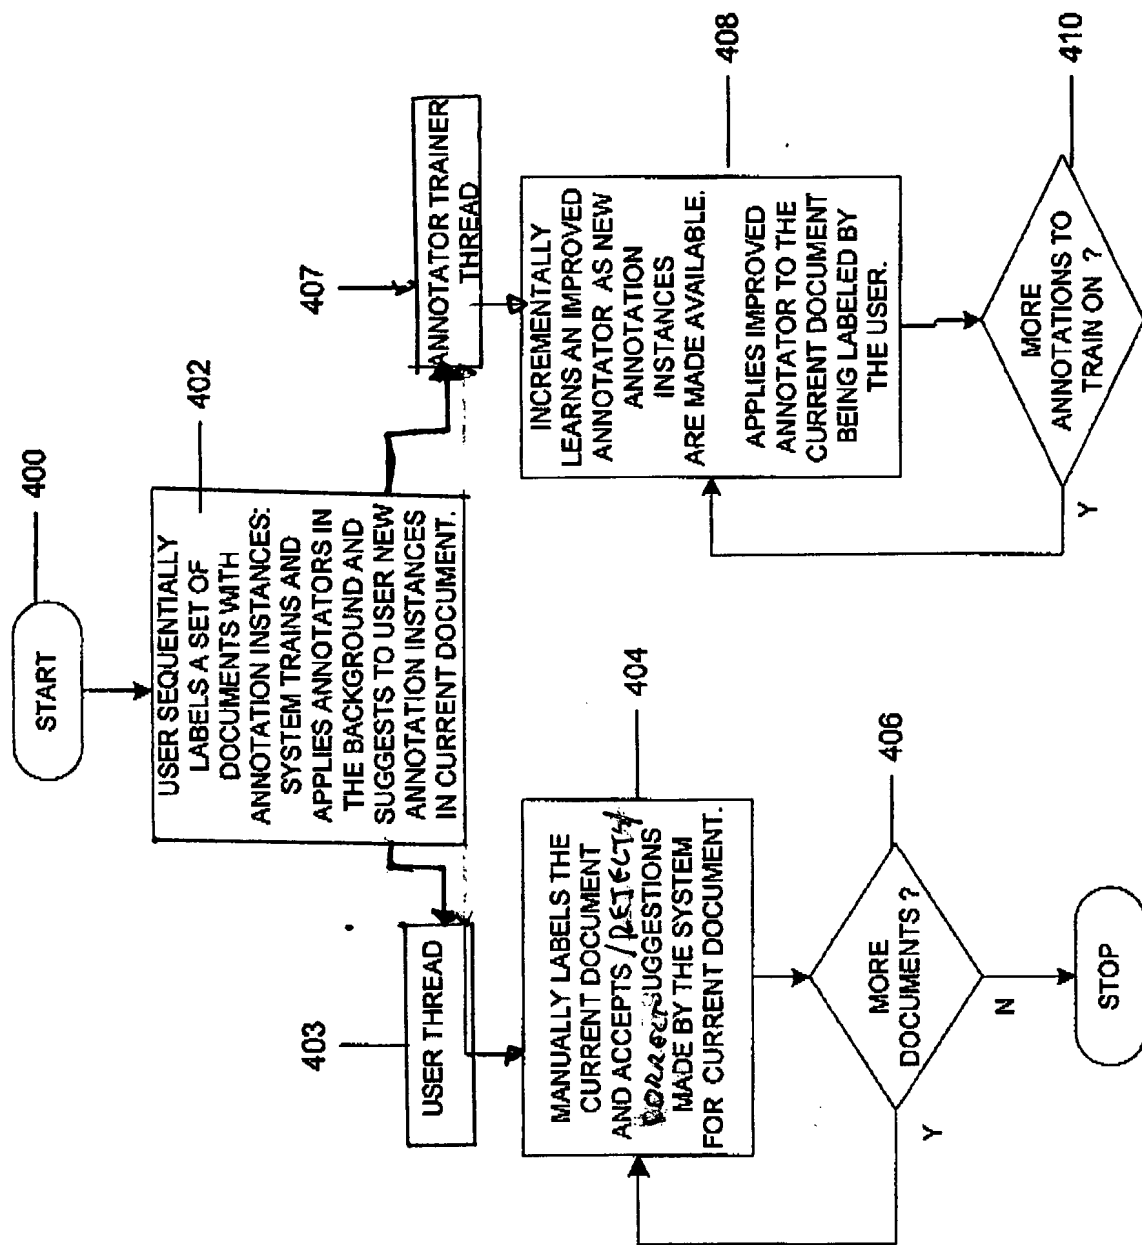 START
400
USER SEQUENTIALLY
LABELS A SET OF
DOCUMENTS WITH
ANNOTATION INSTANCES:
SYSTEM TRAINS AND
APPLIES ANNOTATORS IN
THE BACKGROUND AND
SUGGESTS TO USER NEW
ANNOTATION INSTANCES
IN CURRENT DOCUMENT.
402
403
USER THREAD
MANUALLY LABELS THE
CURRENT DOCUMENT
AND ACCEPTS /REJECTS/
SUGGESTIONS
MADE BY THE SYSTEM
FOR CURRENT DOCUMENT.
404
MORE
DOCUMENTS ?
406
Y
N
STOP
407
ANNOTATOR TRAINER
THREAD
INCREMENTALLY
LEARNS AN IMPROVED
ANNOTATOR AS NEW
ANNOTATION
INSTANCES
ARE MADE AVAILABLE.
APPLIES IMPROVED
ANNOTATOR TO THE
CURRENT DOCUMENT
BEING LABELED BY
THE USER.
408
MORE
ANNOTATIONS TO
TRAIN ON ?
410
Y